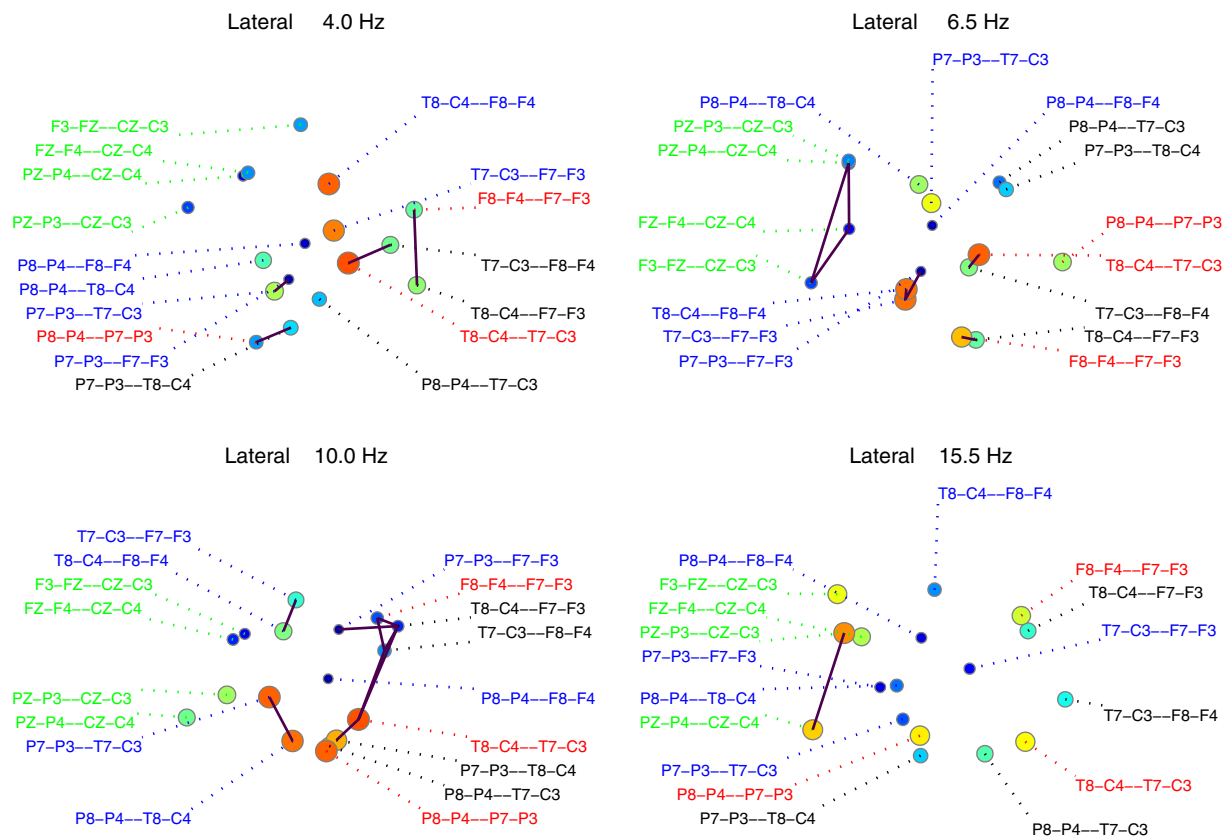 Lateral 4.0 Hz
T8-C4--F8-F4
F3-FZ--CZ-C3
FZ-F4--CZ-C4
PZ-P4--CZ-C4
T7-C3--F7-F3
F8-F4--F7-F3
PZ-P3--CZ-C3
P8-P4--F8-F4
T7-C3--F8-F4
P8-P4--T8-C4
P7-P3--T7-C3
T8-C4--F7-F3
P8-P4--P7-P3
T8-C4--T7-C3
P7-P3--F7-F3
P7-P3--T8-C4
P8-P4--T7-C3
Lateral 6.5 Hz
P7-P3--T7-C3
P8-P4--T8-C4
P8-P4--F8-F4
PZ-P3--CZ-C3
P8-P4--T7-C3
PZ-P4--CZ-C4
P7-P3--T8-C4
FZ-F4--CZ-C4
P8-P4--P7-P3
F3-FZ--CZ-C3
T8-C4--T7-C3
T8-C4--F8-F4
T7-C3--F8-F4
T7-C3--F7-F3
T8-C4--F7-F3
P7-P3--F7-F3
F8-F4--F7-F3
Lateral 10.0 Hz
T7-C3--F7-F3
T8-C4--F8-F4
P7-P3--F7-F3
F3-FZ--CZ-C3
F8-F4--F7-F3
FZ-F4--CZ-C4
T8-C4--F7-F3
T7-C3--F8-F4
PZ-P3--CZ-C3
P8-P4--F8-F4
PZ-P4--CZ-C4
P7-P3--T7-C3
T8-C4--T7-C3
P7-P3--T8-C4
P8-P4--T7-C3
P8-P4--T8-C4
P8-P4--P7-P3
Lateral 15.5 Hz
T8-C4--F8-F4
P8-P4--F8-F4
F8-F4--F7-F3
F3-FZ--CZ-C3
T8-C4--F7-F3
FZ-F4--CZ-C4
PZ-P3--CZ-C3
T7-C3--F7-F3
P7-P3--F7-F3
P8-P4--T8-C4
T7-C3--F8-F4
PZ-P4--CZ-C4
P7-P3--T7-C3
T8-C4--T7-C3
P8-P4--P7-P3
P7-P3--T8-C4
P8-P4--T7-C3